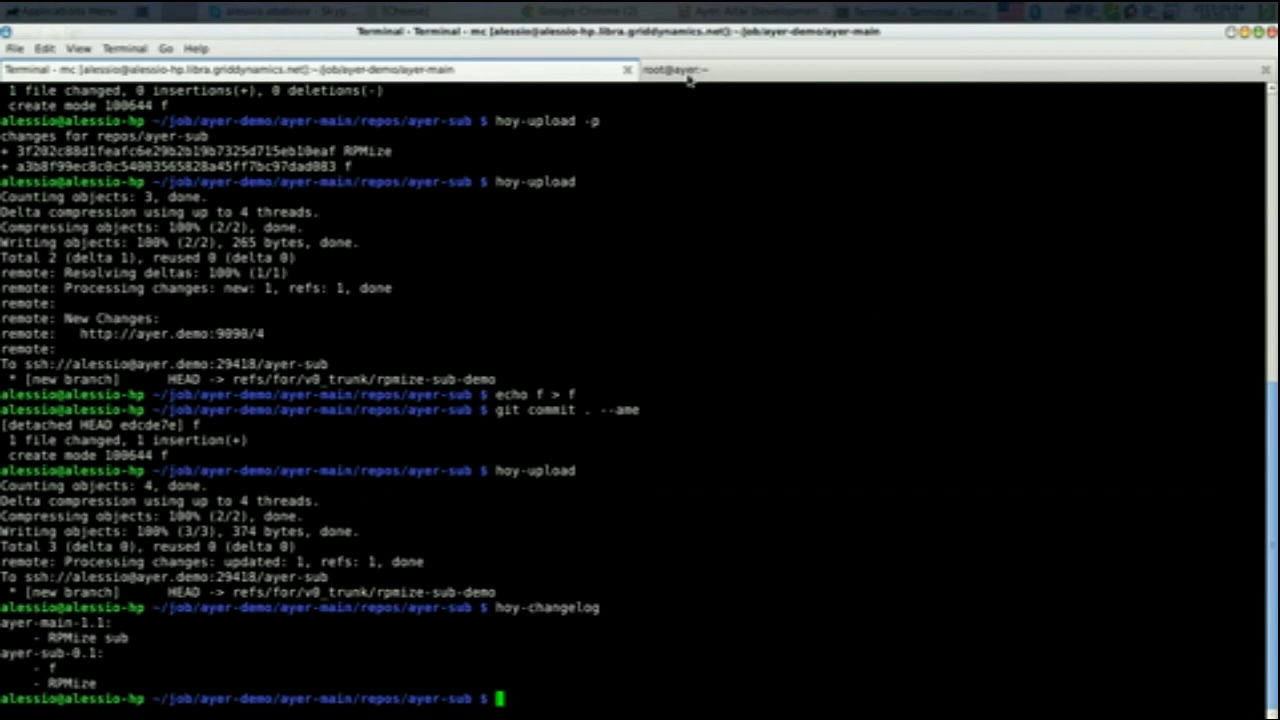 Applications Menu
Google Chrome (2)
Terminal - Terminal - mc [alessio@alessio-hp.libra.griddynamics.net]:~/job/ayer-demo/ayer-main
File Edit View Terminal Go Help
Terminal - mc [alessio@alessio-hp.libra.griddynamics.net]:~/job/ayer-demo/ayer-main
root@ayer:~
1 file changed, 0 insertions(+), 0 deletions(-)
create mode 100644 f
alessio@alessio-hp ~/job/ayer-demo/ayer-main/repos/ayer-sub $ hoy-upload -p
changes for repos/ayer-sub
+ 3f202c88d1feafc6e29b2b19b7325d715eb10eaf RPMize
+ a3b8f99ec8c0c54003565828a45ff7bc97dad083 f
alessio@alessio-hp ~/job/ayer-demo/ayer-main/repos/ayer-sub $ hoy-upload
Counting objects: 3, done.
Delta compression using up to 4 threads.
Compressing objects: 100% (2/2), done.
Writing objects: 100% (2/2), 265 bytes, done.
Total 2 (delta 1), reused 0 (delta 0)
remote: Resolving deltas: 100% (1/1)
remote: Processing changes: new: 1, refs: 1, done
remote:
remote: New Changes:
remote:   http://ayer.demo:9090/4
remote:
To ssh://alessio@ayer.demo:29418/ayer-sub
* [new branch]      HEAD -> refs/for/v0_trunk/rpmize-sub-demo
alessio@alessio-hp ~/job/ayer-demo/ayer-main/repos/ayer-sub $ echo f > f
alessio@alessio-hp ~/job/ayer-demo/ayer-main/repos/ayer-sub $ git commit . --ame
[detached HEAD edcde7e] f
1 file changed, 1 insertion(+)
create mode 100644 f
alessio@alessio-hp ~/job/ayer-demo/ayer-main/repos/ayer-sub $ hoy-upload
Counting objects: 4, done.
Delta compression using up to 4 threads.
Compressing objects: 100% (2/2), done.
Writing objects: 100% (3/3), 374 bytes, done.
Total 3 (delta 0), reused 0 (delta 0)
remote: Processing changes: updated: 1, refs: 1, done
To ssh://alessio@ayer.demo:29418/ayer-sub
* [new branch]      HEAD -> refs/for/v0_trunk/rpmize-sub-demo
alessio@alessio-hp ~/job/ayer-demo/ayer-main/repos/ayer-sub $ hoy-changelog
ayer-main-1.1:
- RPMize sub
ayer-sub-0.1:
- f
- RPMize
alessio@alessio-hp ~/job/ayer-demo/ayer-main/repos/ayer-sub $